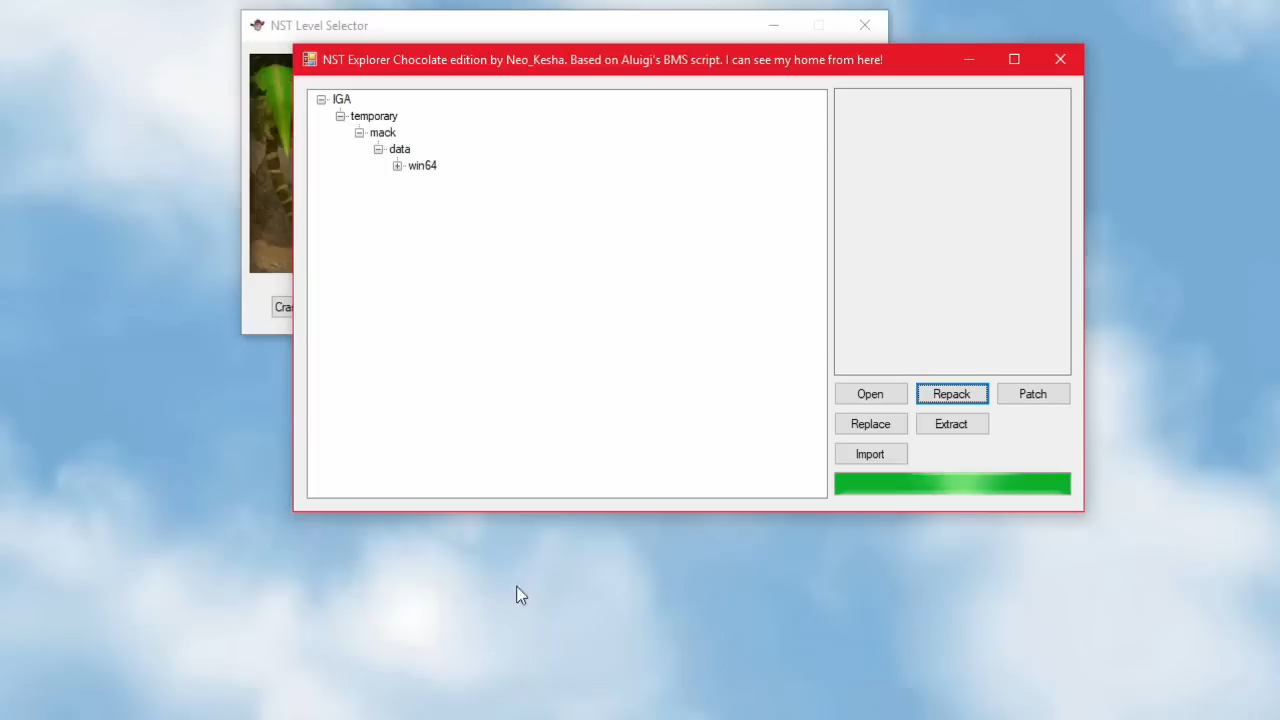 NST Level Selector
NST Explorer Chocolate edition by Neo_Kesha. Based on Aluigi's BMS script. I can see my home from here!
IGA
temporary
mack
data
win64
Cra
Open
Repack
Patch
Replace
Extract
Import